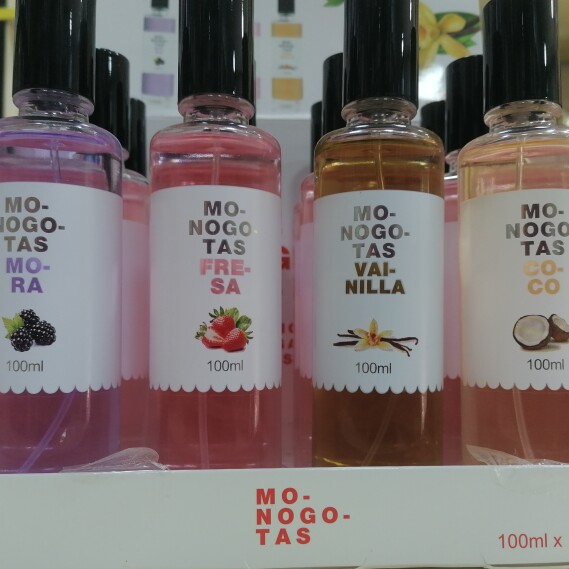 MO-
NOGO-
TAS
MO-
RA
100ml
MO-
NOGO-
TAS
FRE-
SA
100ml
MO-
NOGO-
TAS
VAI-
NILLA
100ml
MO-
NOGO-
TAS
CO-
CO
100ml
MO-
NOGO-
TAS
100ml x